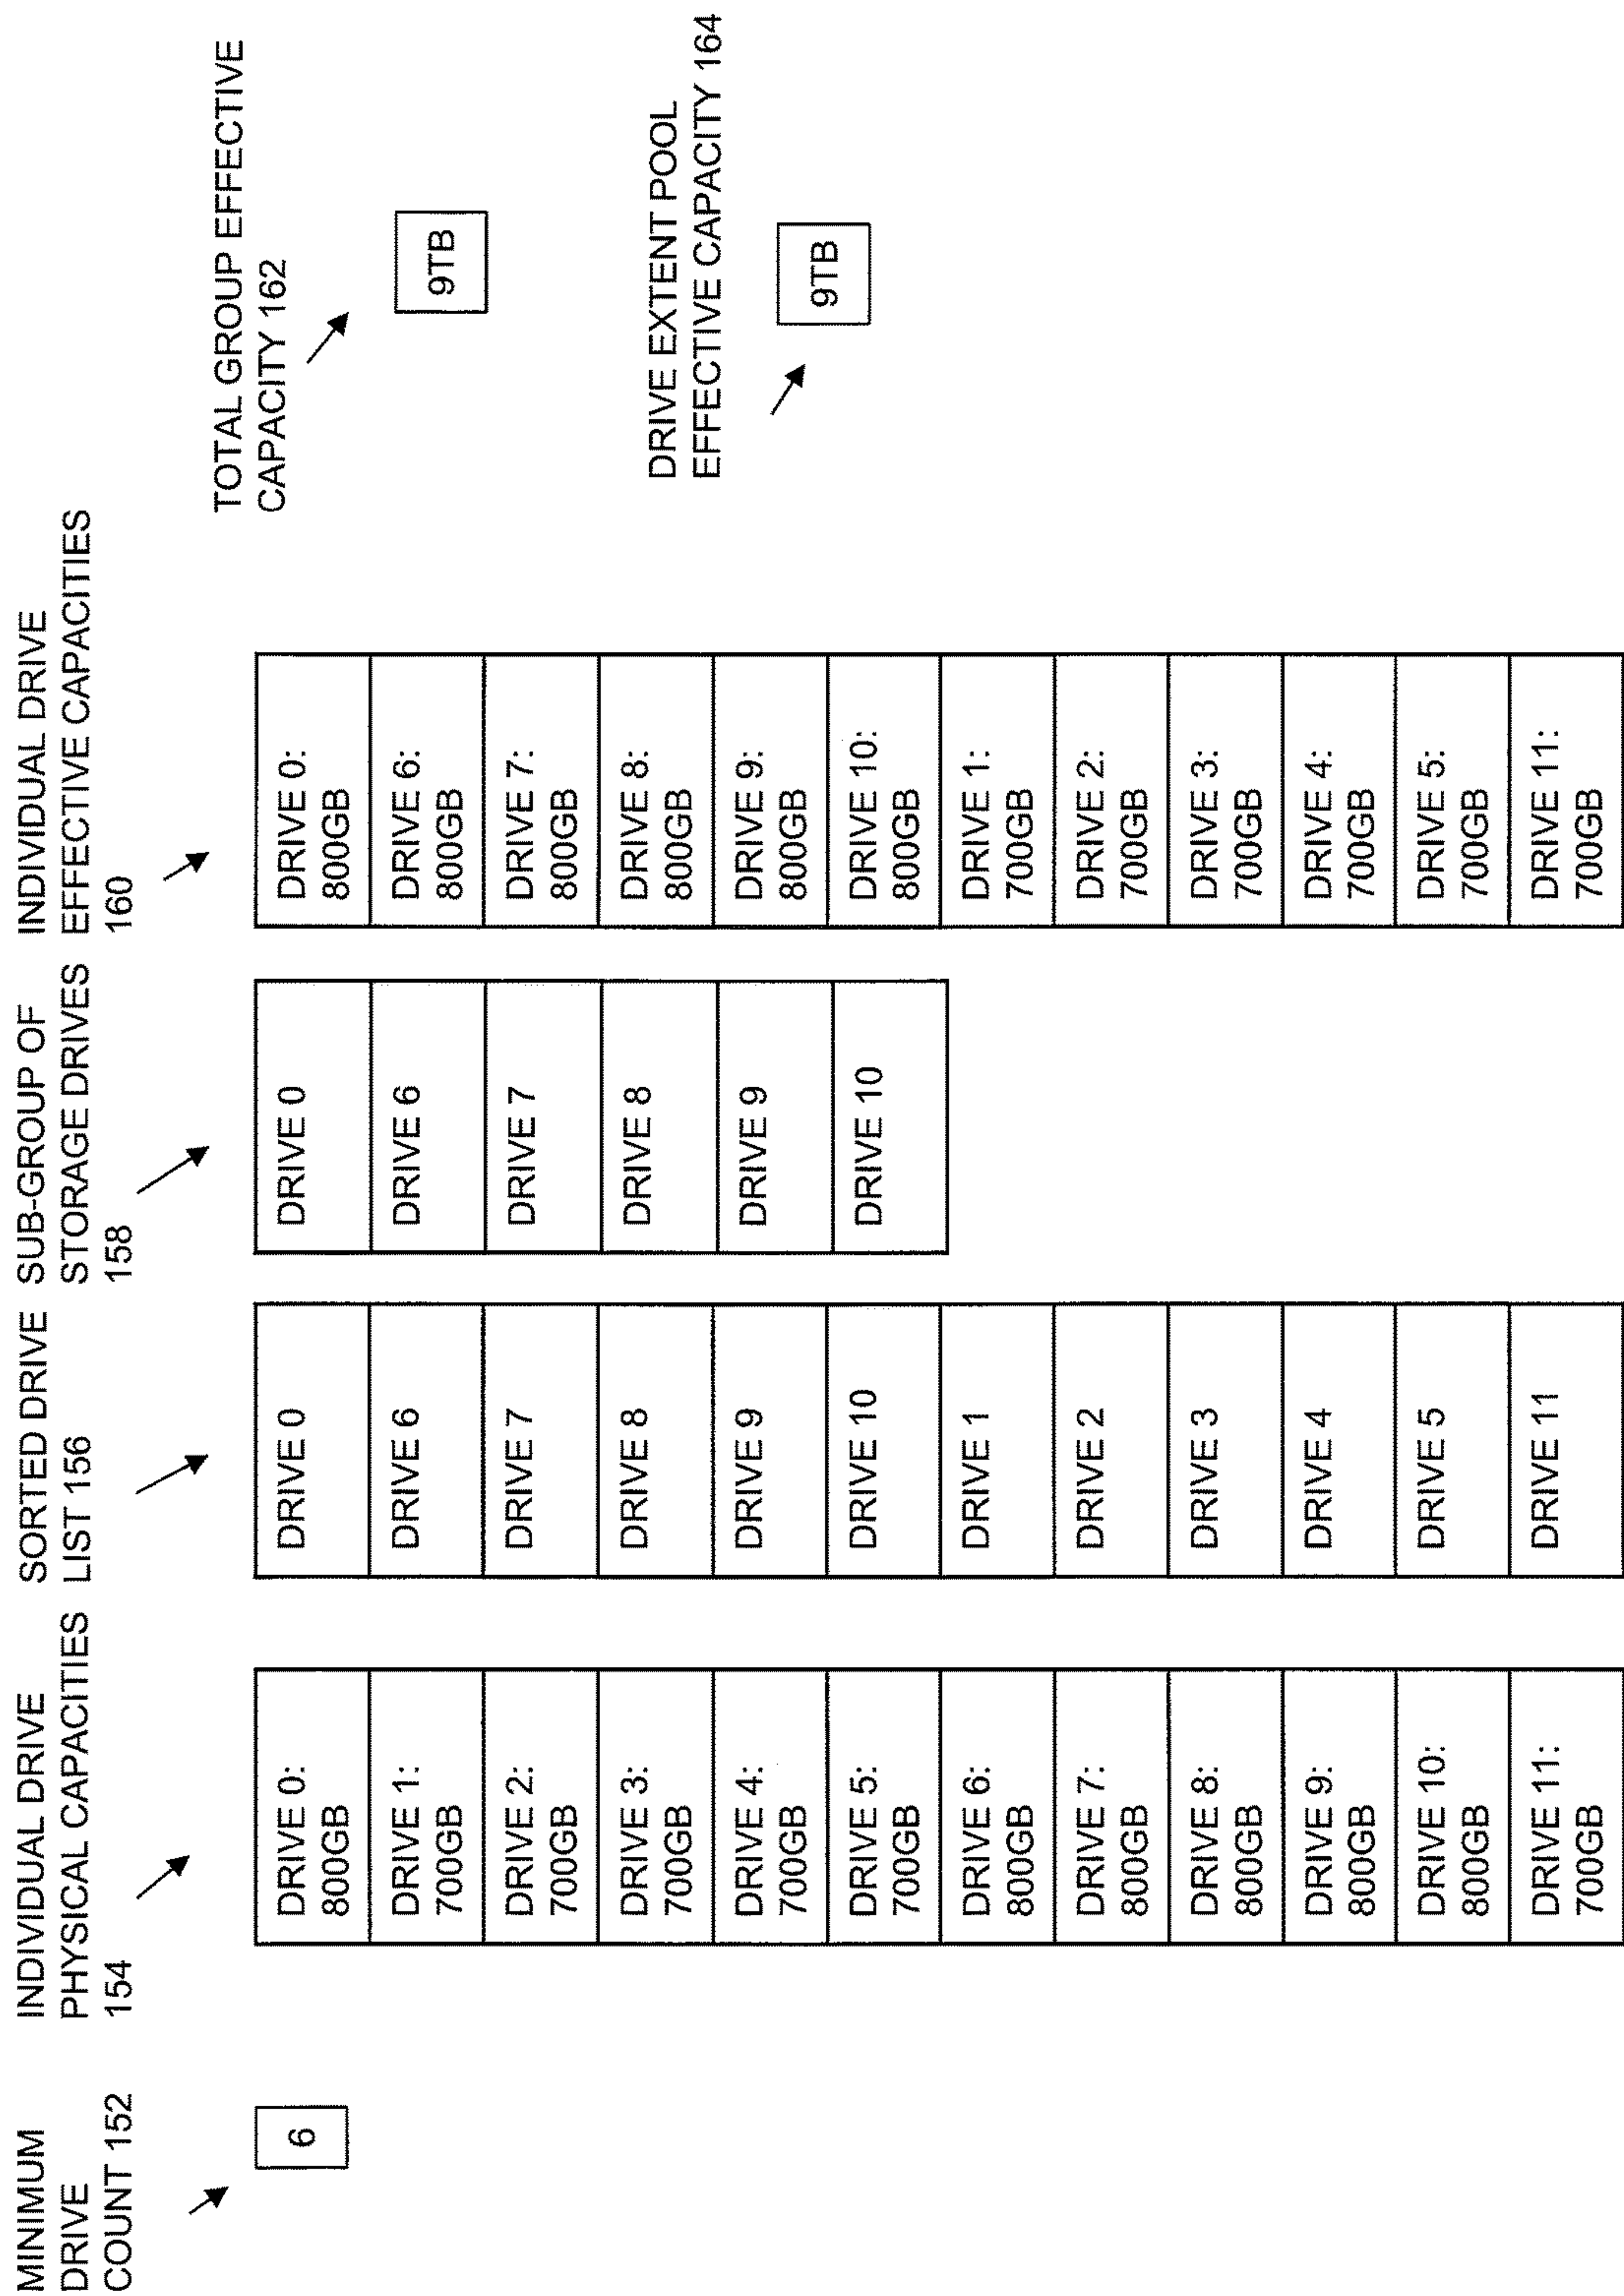 MINIMUM
DRIVE
COUNT 152
6
INDIVIDUAL DRIVE
PHYSICAL CAPACITIES
154
DRIVE 0:
800GB
DRIVE 1:
700GB
DRIVE 2:
700GB
DRIVE 3:
700GB
DRIVE 4:
700GB
DRIVE 5:
700GB
DRIVE 6:
800GB
DRIVE 7:
800GB
DRIVE 8:
800GB
DRIVE 9:
800GB
DRIVE 10:
800GB
DRIVE 11:
700GB
SORTED DRIVE
LIST 156
DRIVE 0
DRIVE 6
DRIVE 7
DRIVE 8
DRIVE 9
DRIVE 10
DRIVE 1
DRIVE 2
DRIVE 3
DRIVE 4
DRIVE 5
DRIVE 11
SUB-GROUP OF
STORAGE DRIVES
158
DRIVE 0
DRIVE 6
DRIVE 7
DRIVE 8
DRIVE 9
DRIVE 10
INDIVIDUAL DRIVE
EFFECTIVE CAPACITIES
160
DRIVE 0:
800GB
DRIVE 6:
800GB
DRIVE 7:
800GB
DRIVE 8:
800GB
DRIVE 9:
800GB
DRIVE 10:
800GB
DRIVE 1:
700GB
DRIVE 2:
700GB
DRIVE 3:
700GB
DRIVE 4:
700GB
DRIVE 5:
700GB
DRIVE 11:
700GB
TOTAL GROUP EFFECTIVE
CAPACITY 162
9TB
DRIVE EXTENT POOL
EFFECTIVE CAPACITY 164
9TB